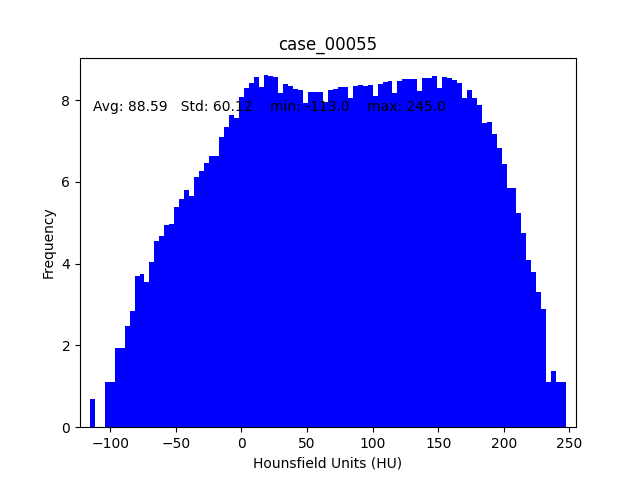 case_00055
Avg: 88.59 Std: 60.12 min: -113.0 max: 245.0
Frequency
8
6
4
2
0
−100 −50 0 50 100 150 200 250
Hounsfield Units (HU)